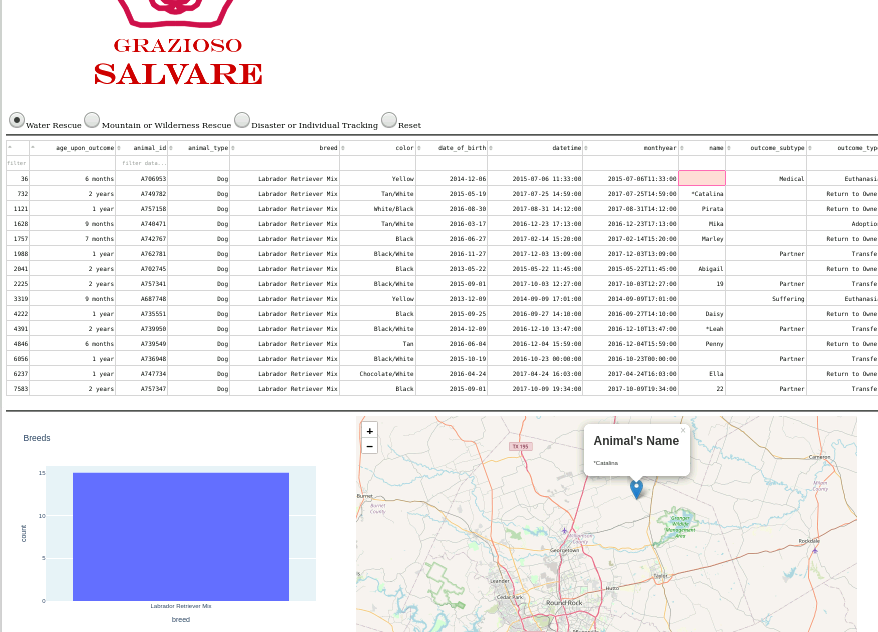 GRAZIOSO
SALVARE
Water Rescue Mountain or Wilderness Rescue Disaster or Individual Tracking Reset
age_upon_outcome animal_id animal_type breed color date_of_birth datetime monthyear name outcome_subtype outcome_typ
filter filter data...
36 6 months A706953 Dog Labrador Retriever Mix Yellow 2014-12-06 2015-07-06 11:33:00 2015-07-06T11:33:00 Medical Euthanasi
732 2 years A749782 Dog Labrador Retriever Mix Tan/White 2015-05-19 2017-07-25 14:59:00 2017-07-25T14:59:00 *Catalina Return to Owne
1121 1 year A757158 Dog Labrador Retriever Mix White/Black 2016-08-30 2017-08-31 14:12:00 2017-08-31T14:12:00 Pirata Return to Owne
1628 9 months A740471 Dog Labrador Retriever Mix Tan/White 2016-03-17 2016-12-23 17:13:00 2016-12-23T17:13:00 Mika Adoptio
1757 7 months A742767 Dog Labrador Retriever Mix Black 2016-06-27 2017-02-14 15:20:00 2017-02-14T15:20:00 Marley Return to Owne
1988 1 year A762781 Dog Labrador Retriever Mix Black/White 2016-11-27 2017-12-03 13:09:00 2017-12-03T13:09:00 Partner Transfe
2041 2 years A702745 Dog Labrador Retriever Mix Black 2013-05-22 2015-05-22 11:45:00 2015-05-22T11:45:00 Abigail Return to Owne
2225 2 years A757341 Dog Labrador Retriever Mix Black/White 2015-09-01 2017-10-03 12:27:00 2017-10-03T12:27:00 19 Partner Transfe
3319 9 months A687748 Dog Labrador Retriever Mix Yellow 2013-12-09 2014-09-09 17:01:00 2014-09-09T17:01:00 Suffering Euthanasi
4222 1 year A735551 Dog Labrador Retriever Mix Black 2015-09-25 2016-09-27 14:10:00 2016-09-27T14:10:00 Daisy Return to Owne
4391 2 years A739950 Dog Labrador Retriever Mix Black/White 2014-12-09 2016-12-10 13:47:00 2016-12-10T13:47:00 *Leah Partner Transfe
4846 6 months A739549 Dog Labrador Retriever Mix Tan 2016-06-04 2016-12-04 15:59:00 2016-12-04T15:59:00 Penny Return to Owne
6056 1 year A736948 Dog Labrador Retriever Mix Black/White 2015-10-19 2016-10-23 00:00:00 2016-10-23T00:00:00 Partner Transfe
6237 1 year A747734 Dog Labrador Retriever Mix Chocolate/White 2016-04-24 2017-04-24 16:03:00 2017-04-24T16:03:00 Ella Return to Owne
7583 2 years A757347 Dog Labrador Retriever Mix Black 2015-09-01 2017-10-09 19:34:00 2017-10-09T19:34:00 22 Partner Transfe
Breeds
15
10
5
0
count
Labrador Retriever Mix
breed
+
−
TX 195
×
Animal's Name
*Catalina
Cameron
Milam
County
Burnet
Burnet
County
Granger
Wildlife
Management
Area
Williamson
County
Rockdale
Georgetown
Leander
Taylor
Hutto
Cedar Park
Round Rock